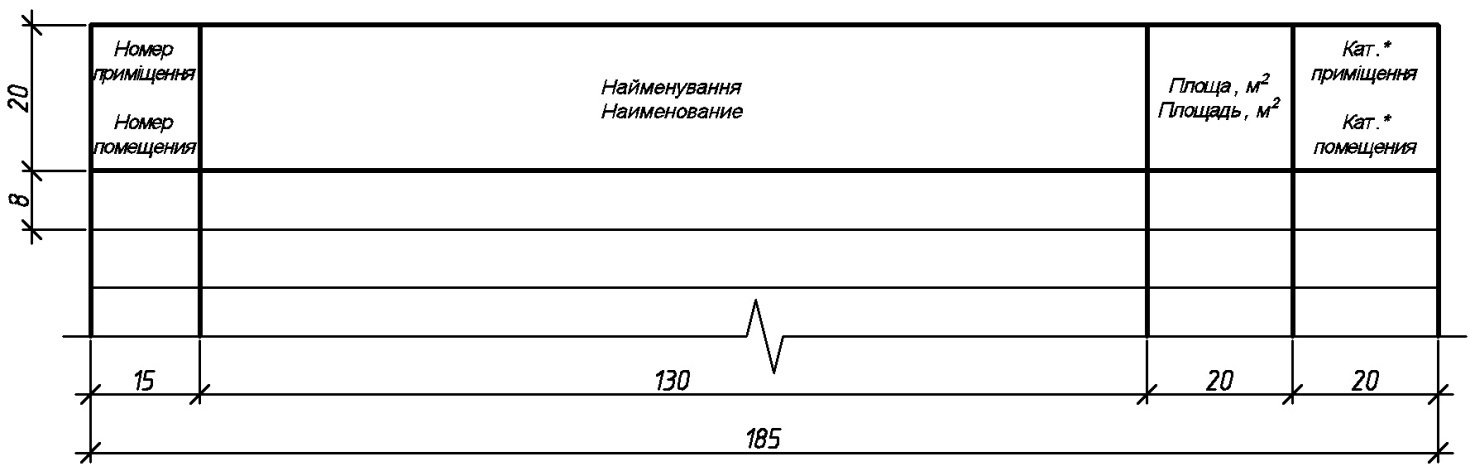 Номер
приміщення
Номер
помещения
Найменування
Наименование
Площа, м²
Площадь, м²
Кат.*
приміщення
Кат.*
помещения
20
8
15
130
20
20
185